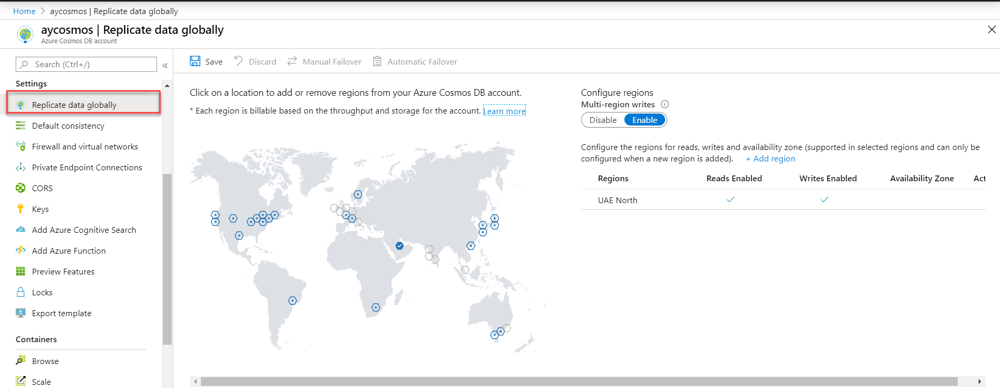 Home > aycosmos | Replicate data globally
aycosmos | Replicate data globally
Azure Cosmos DB account
Search (Ctrl+/)
«
Settings
Replicate data globally
Default consistency
Firewall and virtual networks
Private Endpoint Connections
CORS
Keys
Add Azure Cognitive Search
Add Azure Function
Preview Features
Locks
Export template
Containers
Browse
Scale
Save Discard Manual Failover Automatic Failover
Click on a location to add or remove regions from your Azure Cosmos DB account.
* Each region is billable based on the throughput and storage for the account. Learn more
Configure regions
Multi-region writes
Disable Enable
Configure the regions for reads, writes and availability zone (supported in selected regions and can only be
configured when a new region is added). + Add region
Regions Reads Enabled Writes Enabled Availability Zone Act
UAE North